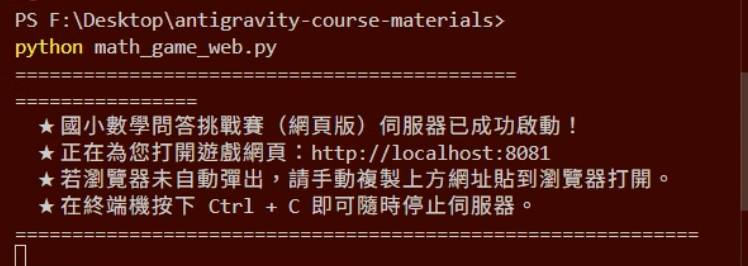 PS F:\Desktop\antigravity-course-materials>
python math_game_web.py
============================================
================
★ 國小數學問答挑戰賽（網頁版）伺服器已成功啟動！
★ 正在為您打開遊戲網頁：http://localhost:8081
★ 若瀏覽器未自動彈出，請手動複製上方網址貼到瀏覽器打開。
★ 在終端機按下 Ctrl + C 即可隨時停止伺服器。
============================================================